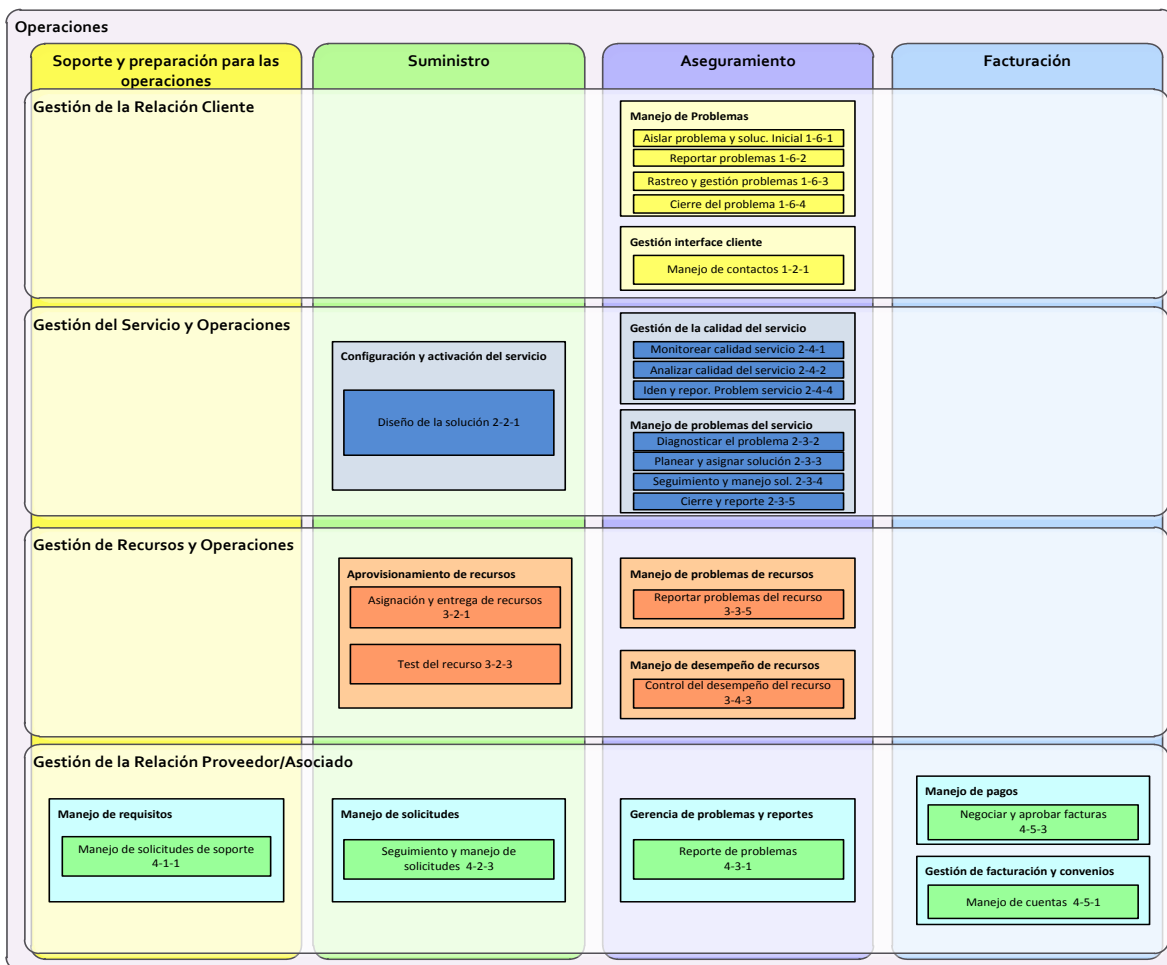 Operaciones
Soporte y preparación para las
operaciones
Suministro
Aseguramiento
Facturación
Gestión de la Relación Cliente
Manejo de Problemas
Aislar problema y soluc. Inicial 1-6-1
Reportar problemas 1-6-2
Rastreo y gestión problemas 1-6-3
Cierre del problema 1-6-4
Gestión interface cliente
Manejo de contactos 1-2-1
Gestión del Servicio y Operaciones
Configuración y activación del servicio
Diseño de la solución 2-2-1
Gestión de la calidad del servicio
Monitorear calidad servicio 2-4-1
Analizar calidad del servicio 2-4-2
Iden y repor. Problem servicio 2-4-4
Manejo de problemas del servicio
Diagnosticar el problema 2-3-2
Planear y asignar solución 2-3-3
Seguimiento y manejo sol. 2-3-4
Cierre y reporte 2-3-5
Gestión de Recursos y Operaciones
Aprovisionamiento de recursos
Asignación y entrega de recursos
3-2-1
Test del recurso 3-2-3
Manejo de problemas de recursos
Reportar problemas del recurso
3-3-5
Manejo de desempeño de recursos
Control del desempeño del recurso
3-4-3
Gestión de la Relación Proveedor/Asociado
Manejo de requisitos
Manejo de solicitudes de soporte
4-1-1
Manejo de solicitudes
Seguimiento y manejo de
solicitudes 4-2-3
Gerencia de problemas y reportes
Reporte de problemas
4-3-1
Manejo de pagos
Negociar y aprobar facturas
4-5-3
Gestión de facturación y convenios
Manejo de cuentas 4-5-1